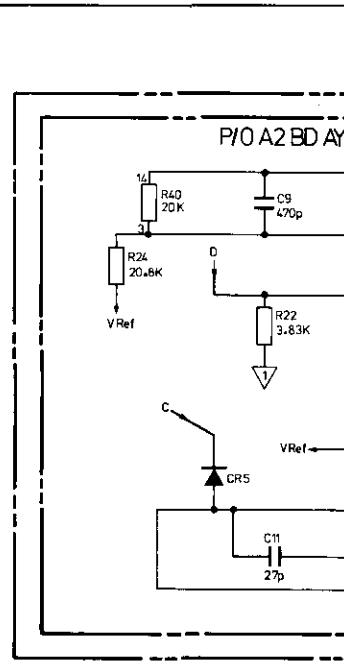 P/O A2 BD AY
14
R40
20K
C9
470p
3
R24
20.8K
D
VRef
R22
3.83K
1
C
VRef
CR5
C11
27p